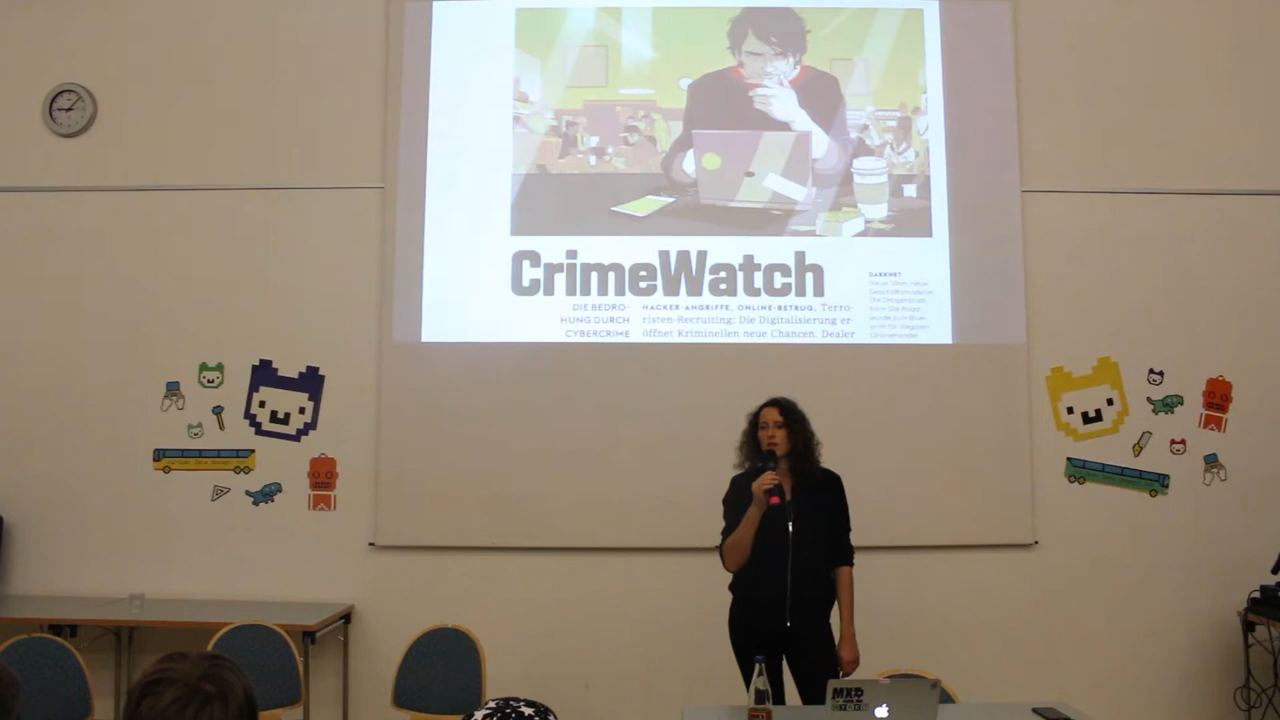 CrimeWatch
DIE BEDRO-
HUNG DURCH
CYBERCRIME
HACKER-ANGRIFFE, ONLINE-BETRUG, Terro-
risten-Recruiting: Die Digitalisierung er-
öffnet Kriminellen neue Chancen. Dealer
DARKNET